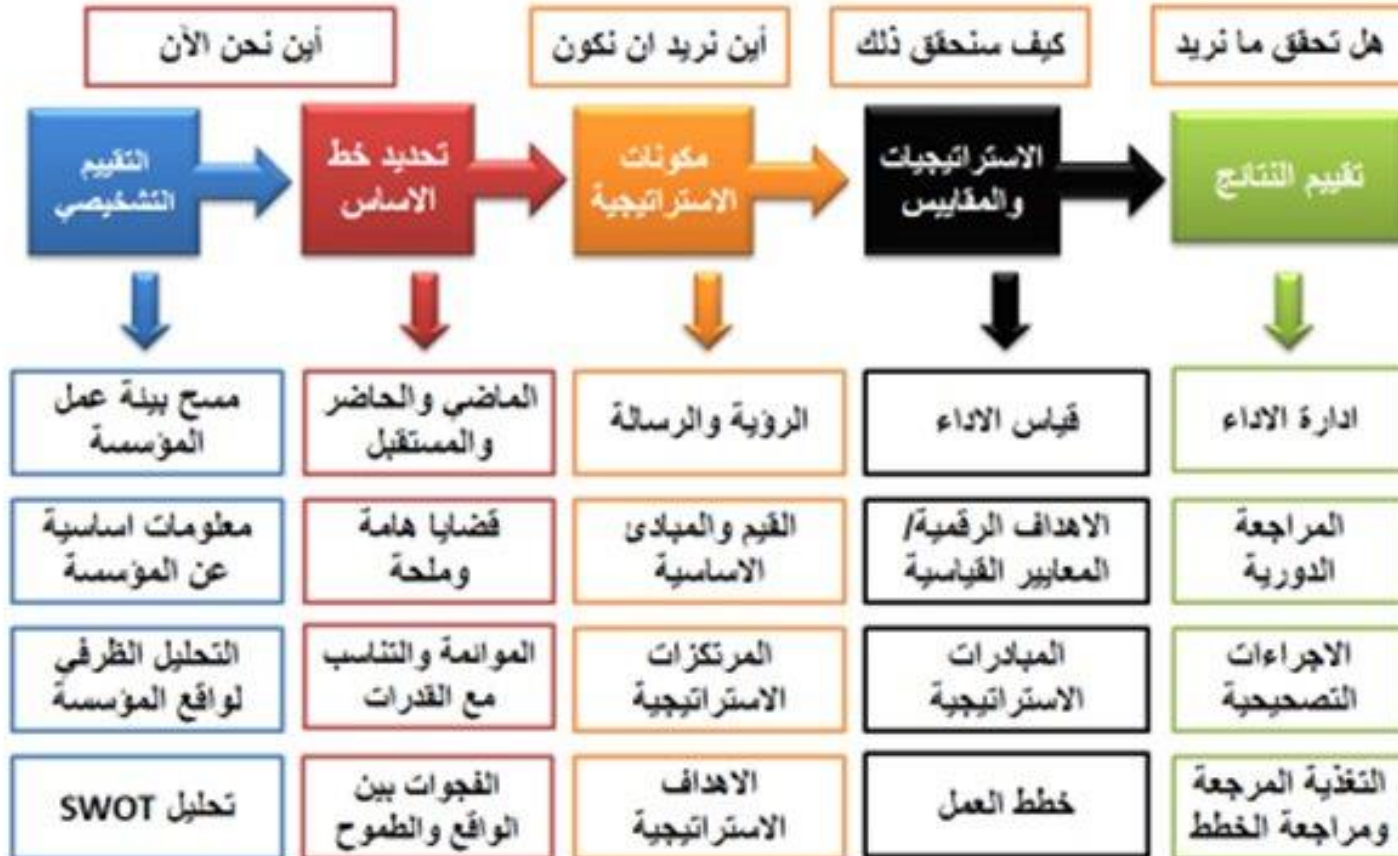 أين نحن الآن
أين نريد ان نكون
كيف سنحقق ذلك
هل تحقق ما نريد
التقييم
التشخيصي
تحديد خط
الاساس
مكونات
الاستراتيجية
الاستراتيجيات
والمقاييس
تقييم النتائج
مسح بيئة عمل
المؤسسة
معلومات اساسية
عن المؤسسة
التحليل الظرفي
لواقع المؤسسة
تحليل SWOT
الماضي والحاضر
والمستقبل
قضايا هامة
وملحة
الموائمة والتناسب
مع القدرات
الفجوات بين
الواقع والطموح
الرؤية والرسالة
القيم والمبادئ
الاساسية
المرتكزات
الاستراتيجية
الاهداف
الاستراتيجية
قياس الاداء
الاهداف الرقمية/
المعايير القياسية
المبادرات
الاستراتيجية
خطط العمل
ادارة الاداء
المراجعة
الدورية
الاجراءات
التصحيحية
التغذية المرجعة
ومراجعة الخطط